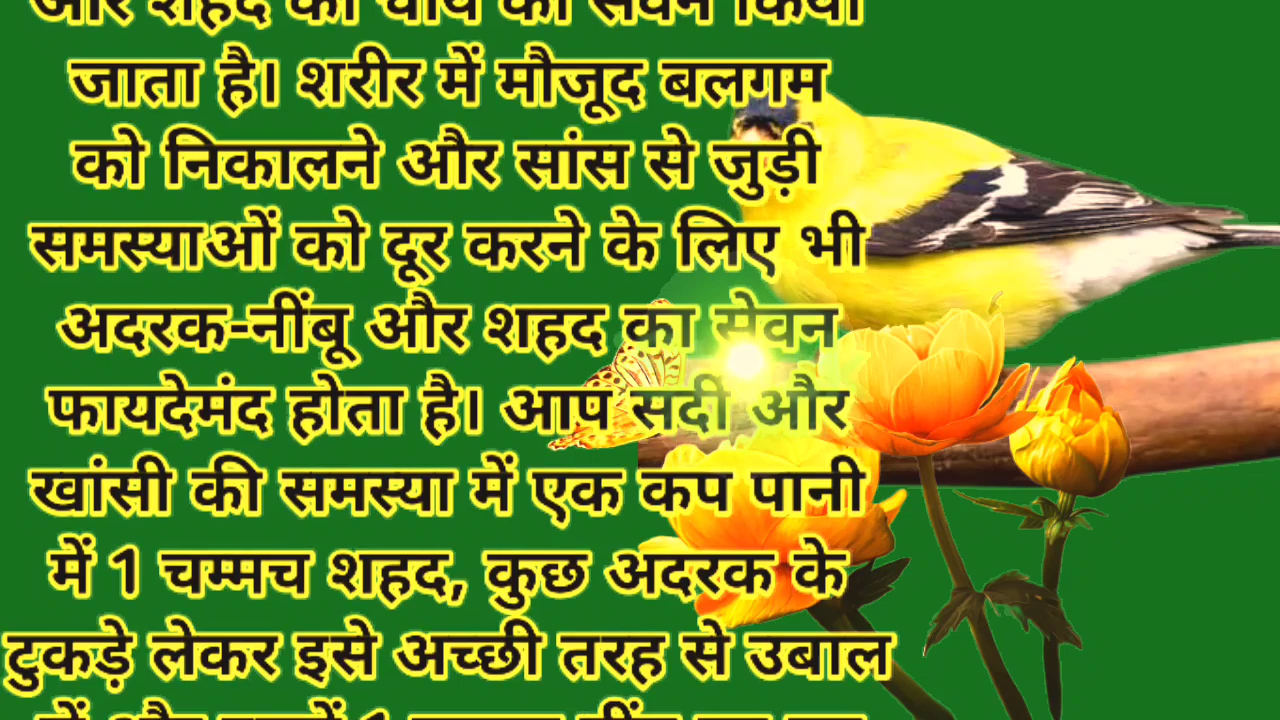 और शहद की चाय का सेवन किया
जाता है। शरीर में मौजूद बलगम
को निकालने और सांस से जुड़ी
समस्याओं को दूर करने के लिए भी
अदरक-नींबू और शहद का सेवन
फायदेमंद होता है। आप सर्दी और
खांसी की समस्या में एक कप पानी
में 1 चम्मच शहद, कुछ अदरक के
टुकड़े लेकर इसे अच्छी तरह से उबाल